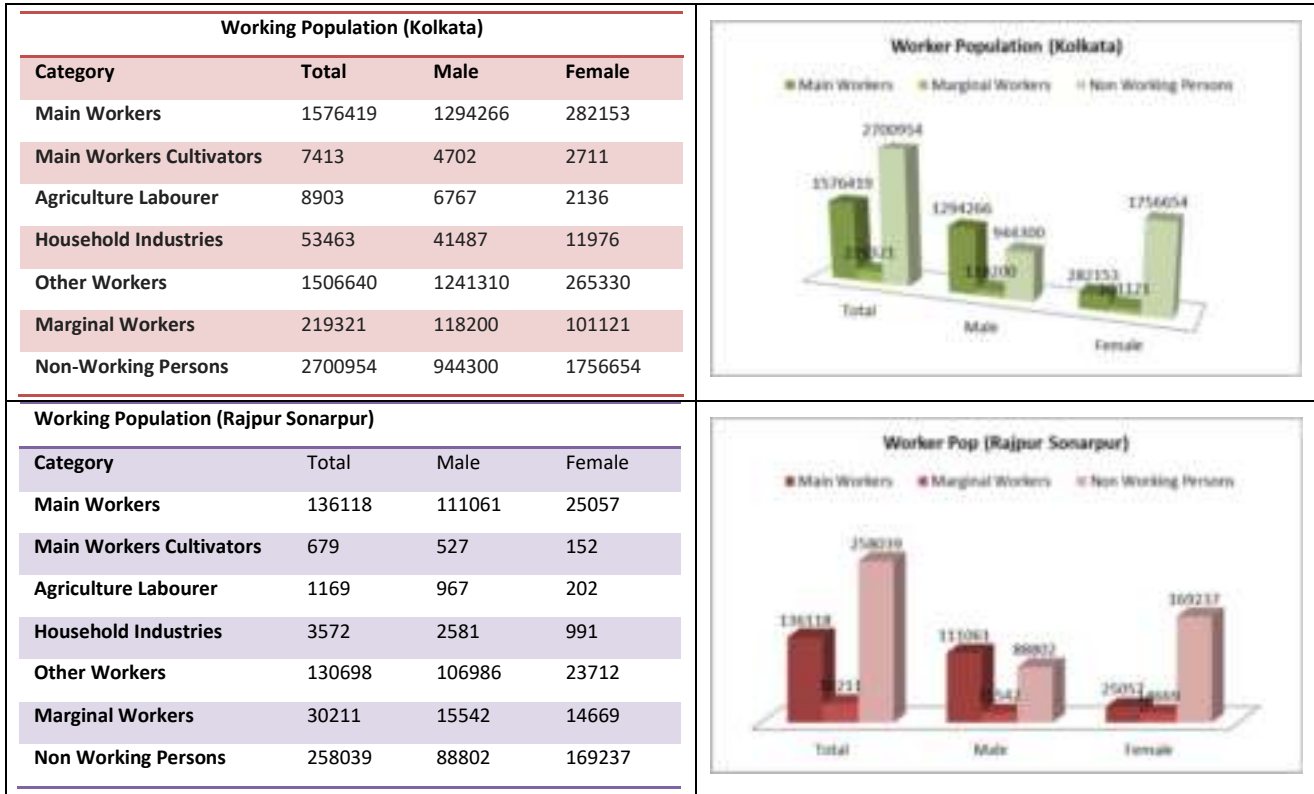 Working Population (Kolkata)
Category Total Male Female
Main Workers 1576419 1294266 282153
Main Workers Cultivators 7413 4702 2711
Agriculture Labourer 8903 6767 2136
Household Industries 53463 41487 11976
Other Workers 1506640 1241310 265330
Marginal Workers 219321 118200 101121
Non-Working Persons 2700954 944300 1756654
Worker Population (Kolkata)
Main Workers Marginal Workers Non Working Persons
2700954
1576419
1294266
1756654
944300
118200
282153
Total
Male
Female
Working Population (Rajpur Sonarpur)
Category Total Male Female
Main Workers 136118 111061 25057
Main Workers Cultivators 679 527 152
Agriculture Labourer 1169 967 202
Household Industries 3572 2581 991
Other Workers 130698 106986 23712
Marginal Workers 30211 15542 14669
Non Working Persons 258039 88802 169237
Worker Pop (Rajpur Sonarpur)
Main Workers Marginal Workers Non Working Persons
258039
136118
111061
88802
169237
Total Male Female